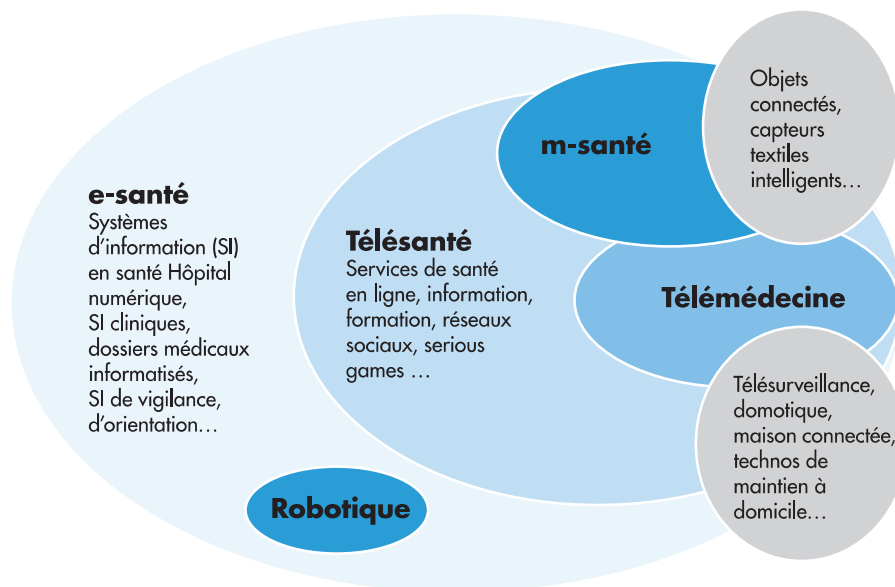 e-santé
Systèmes
d'information (SI)
en santé Hôpital
numérique,
SI cliniques,
dossiers médicaux
informatisés,
SI de vigilance,
d'orientation...
Télésanté
Services de santé
en ligne, information,
formation, réseaux
sociaux, serious
games ...
m-santé
Objets
connectés,
capteurs
textiles
intelligents...
Télémédecine
Télésurveillance,
domotique,
maison connectée,
technos de
maintien à
domicile...
Robotique